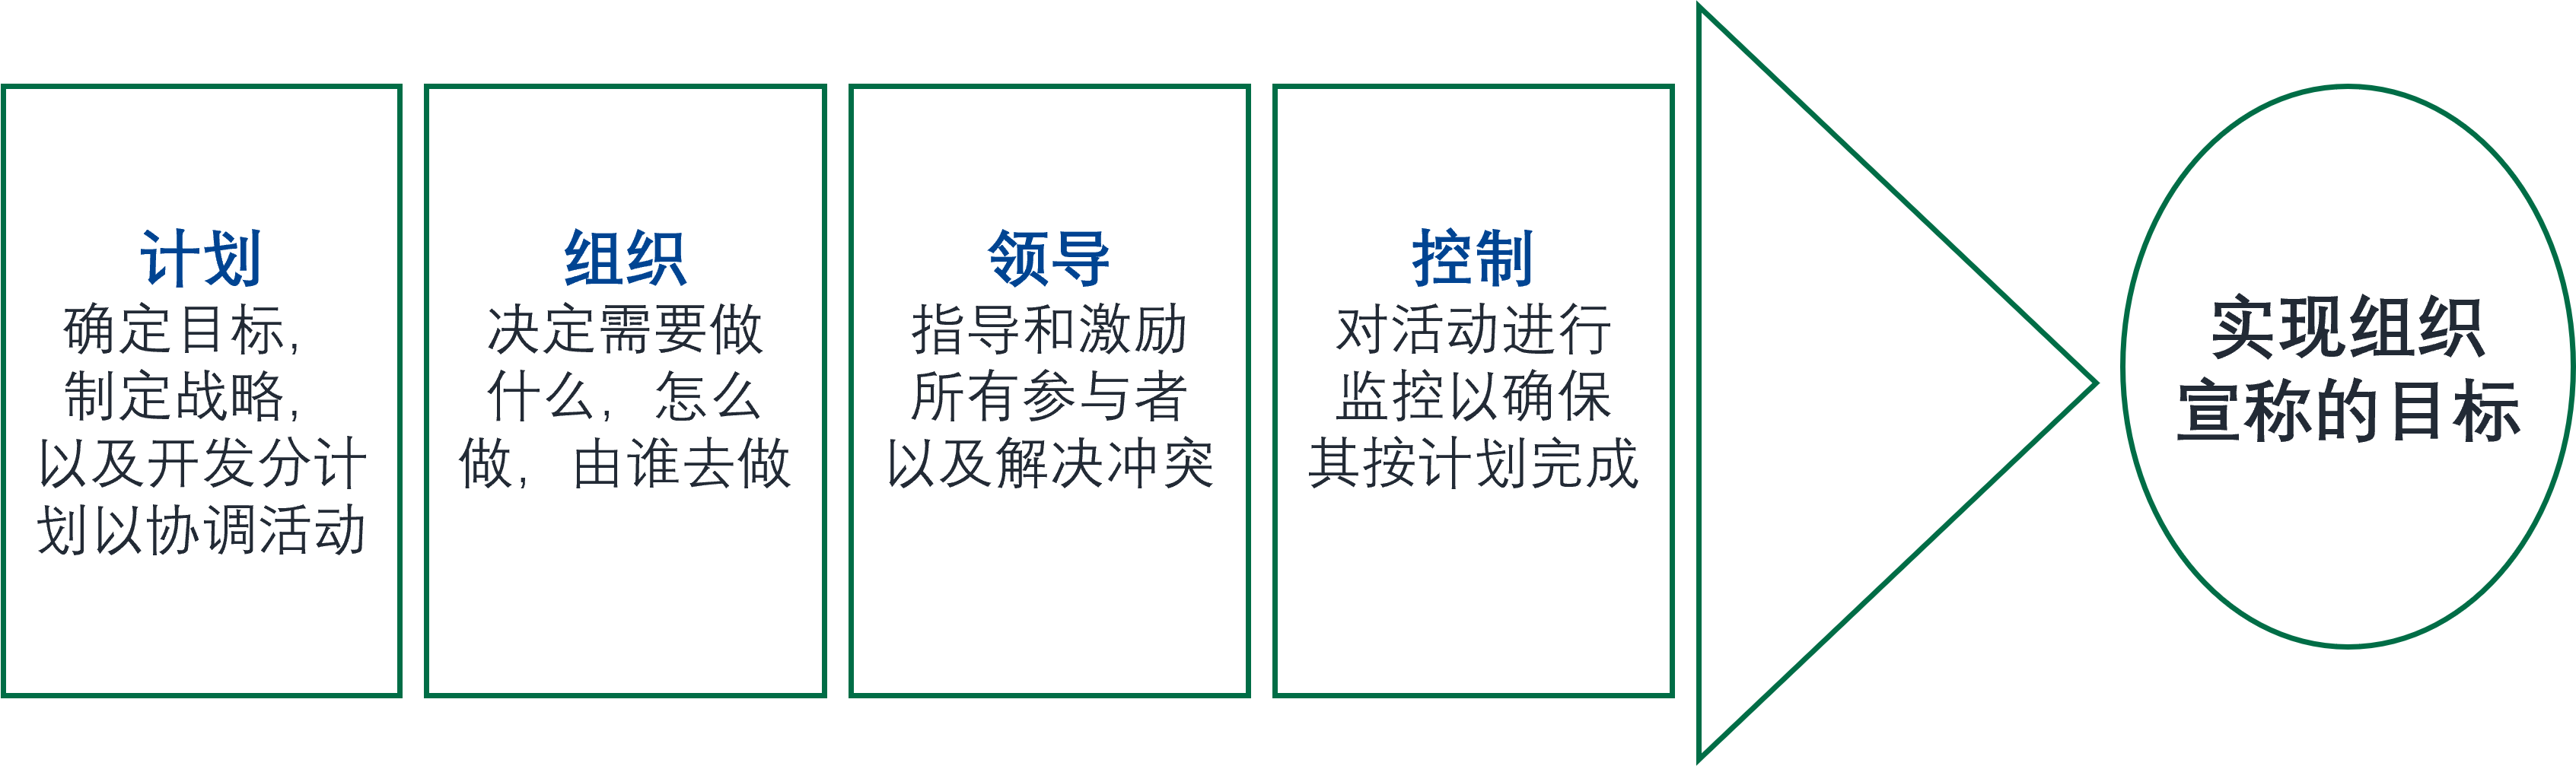 计划
确定目标,
制定战略,
以及开发分计
划以协调活动
组织
决定需要做
什么, 怎么
做, 由谁去做
领导
指导和激励
所有参与者
以及解决冲突
控制
对活动进行
监控以确保
其按计划完成
实现组织
宣称的目标